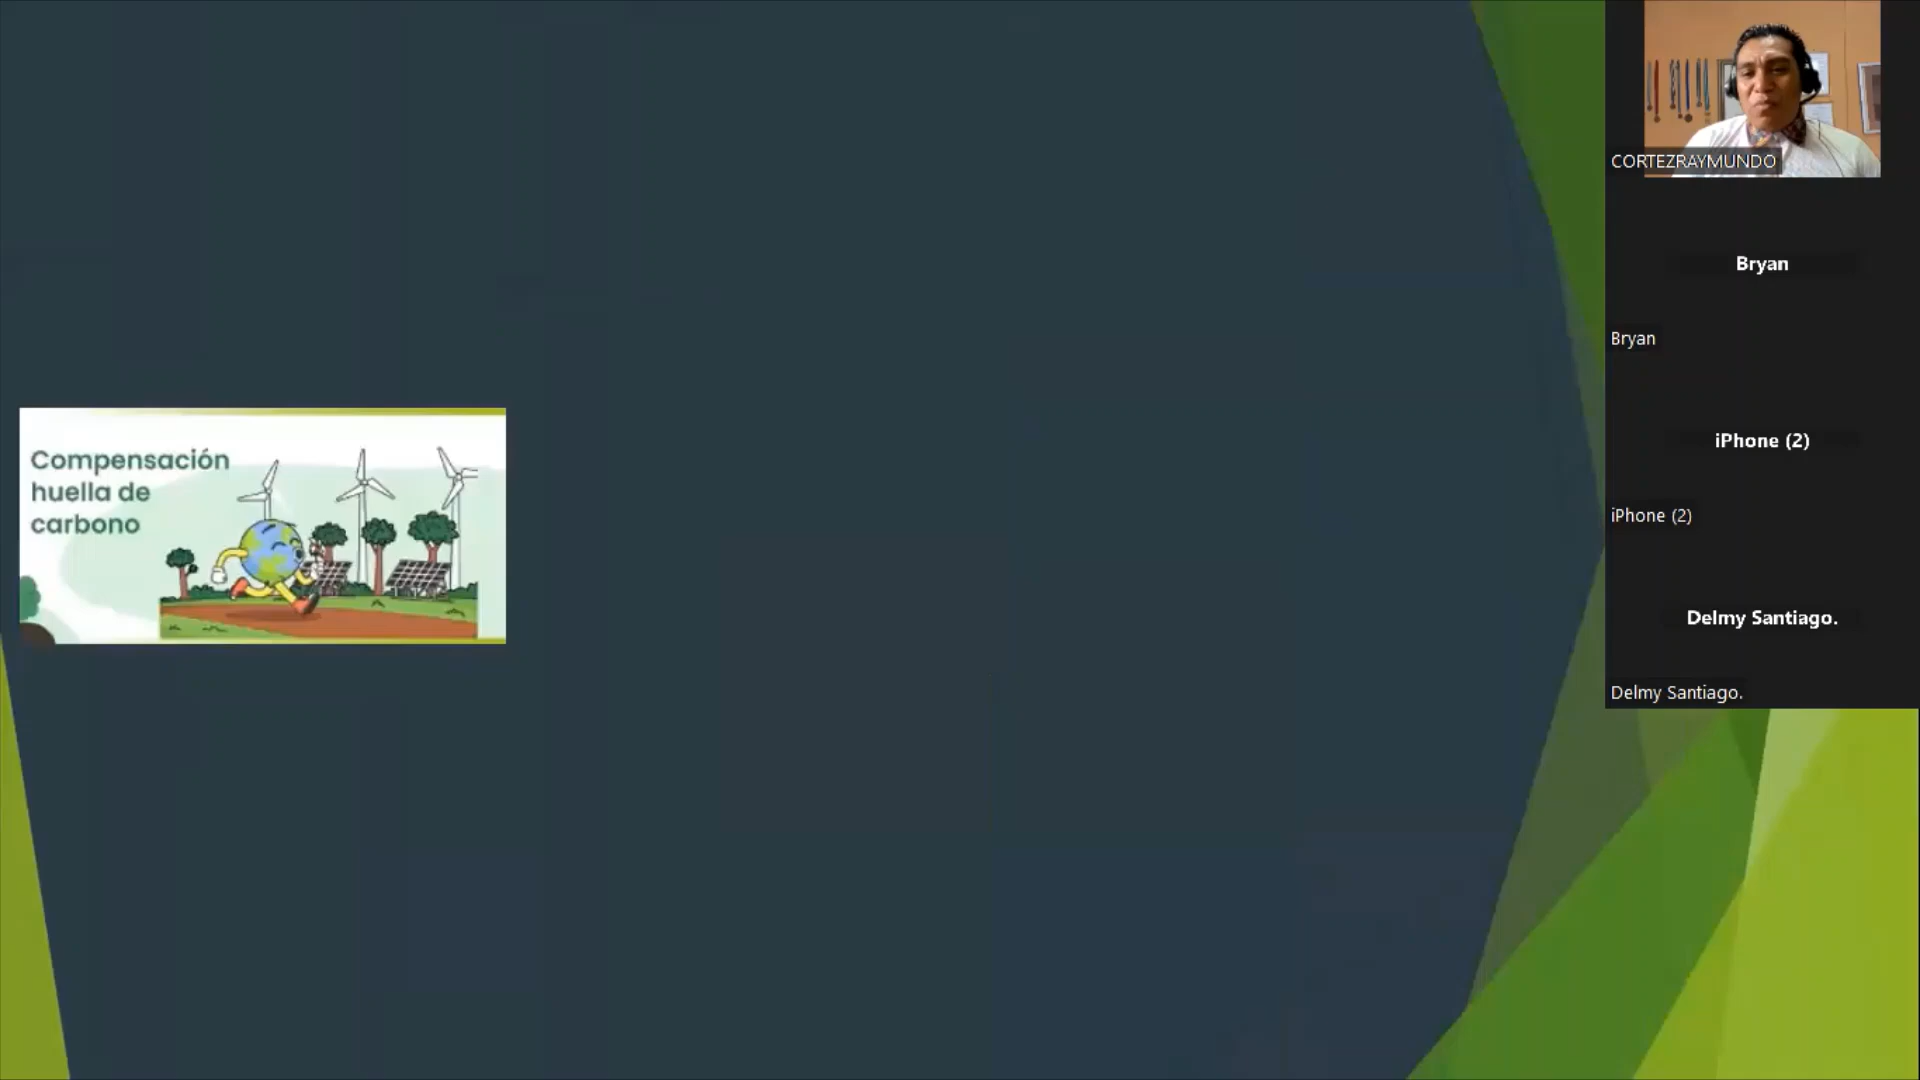 Compensación
huella de
carbono
CORTEZRAYMUNDO
Bryan
Bryan
iPhone (2)
iPhone (2)
Delmy Santiago.
Delmy Santiago.